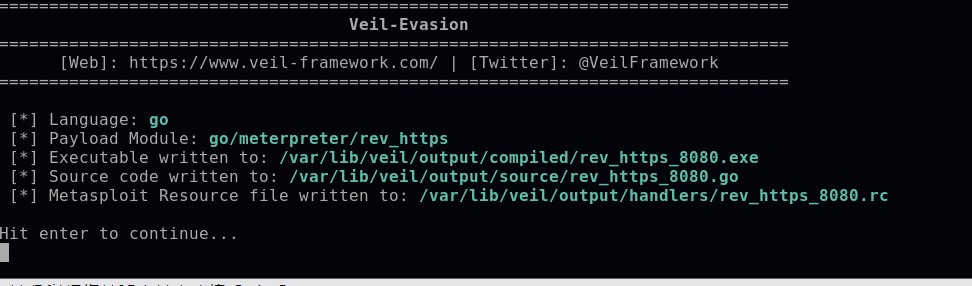 ===============================================================================
Veil-Evasion
===============================================================================
[Web]: https://www.veil-framework.com/ | [Twitter]: @VeilFramework
===============================================================================
[*] Language: go
[*] Payload Module: go/meterpreter/rev_https
[*] Executable written to: /var/lib/veil/output/compiled/rev_https_8080.exe
[*] Source code written to: /var/lib/veil/output/source/rev_https_8080.go
[*] Metasploit Resource file written to: /var/lib/veil/output/handlers/rev_https_8080.rc
Hit enter to continue...